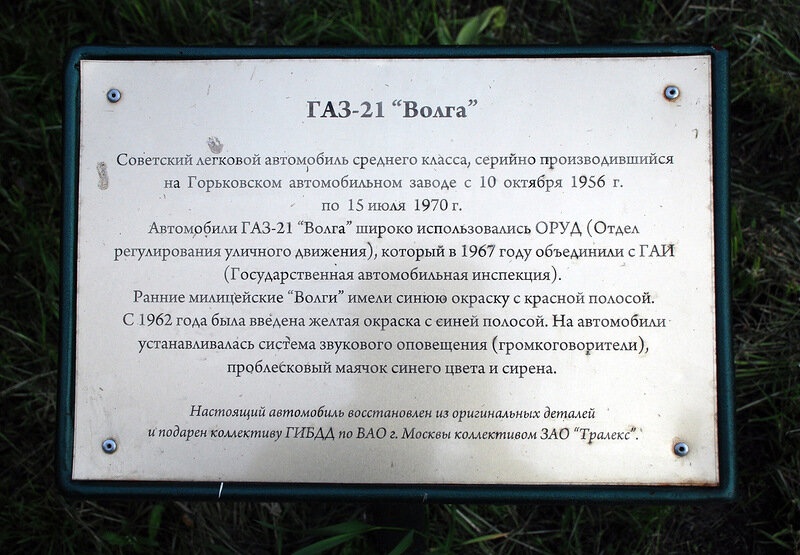 ГАЗ-21 “Волга”
Советский легковой автомобиль среднего класса, серийно производившийся
на Горьковском автомобильном заводе с 10 октября 1956 г.
по 15 июля 1970 г.
Автомобили ГАЗ-21 “Волга” широко использовались ОРУД (Отдел
регулирования уличного движения), который в 1967 году объединили с ГАИ
(Государственная автомобильная инспекция).
Ранние милицейские “Волги” имели синюю окраску с красной полосой.
С 1962 года была введена желтая окраска с синей полосой. На автомобили
устанавливалась система звукового оповещения (громкоговорители),
проблесковый маячок синего цвета и сирена.
Настоящий автомобиль восстановлен из оригинальных деталей
и подарен коллективу ГИБДД по ВАО г. Москвы коллективом ЗАО “Тралекс”.